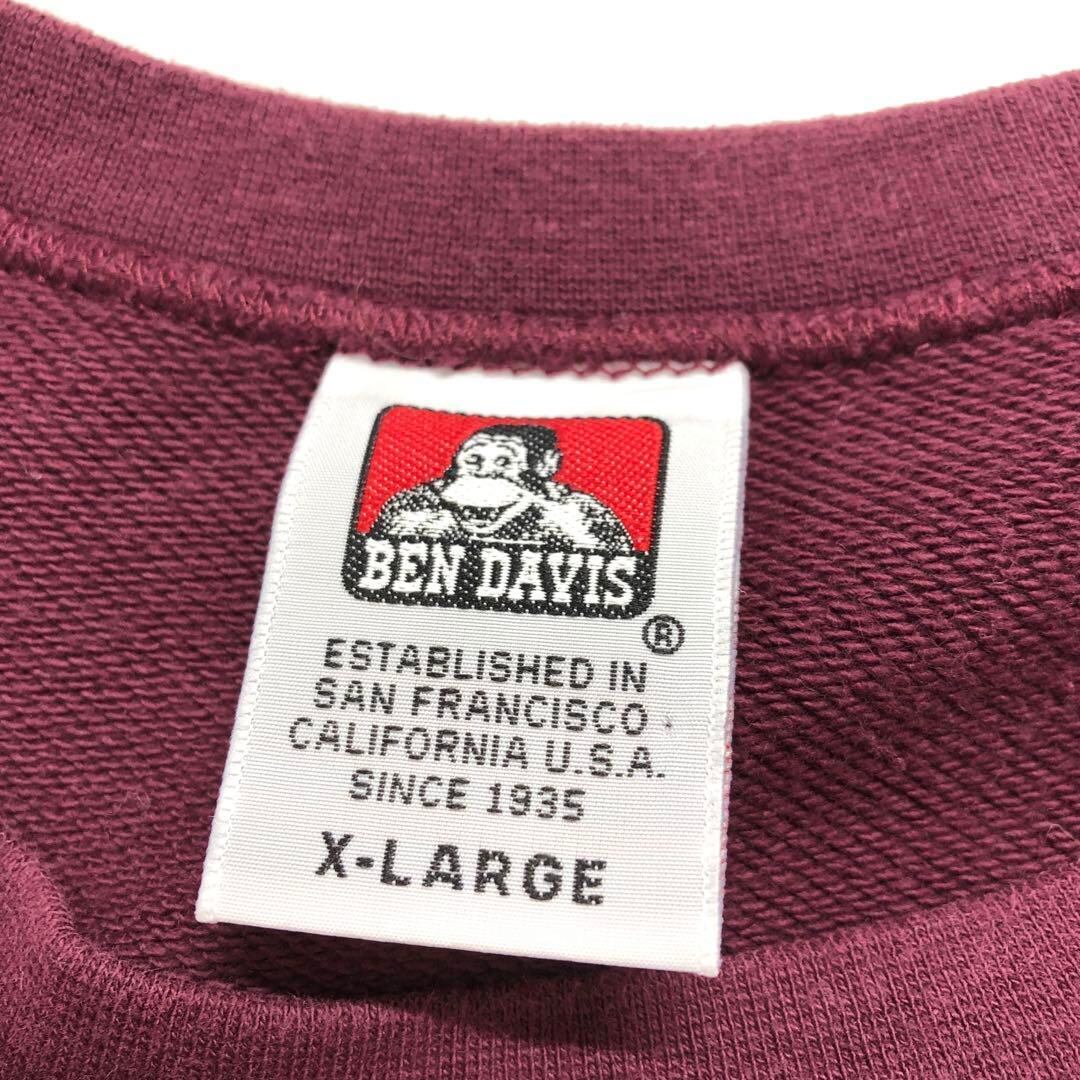 BEN DAVIS
®
ESTABLISHED IN
SAN FRANCISCO
CALIFORNIA U.S.A.
SINCE 1935
X-LARGE